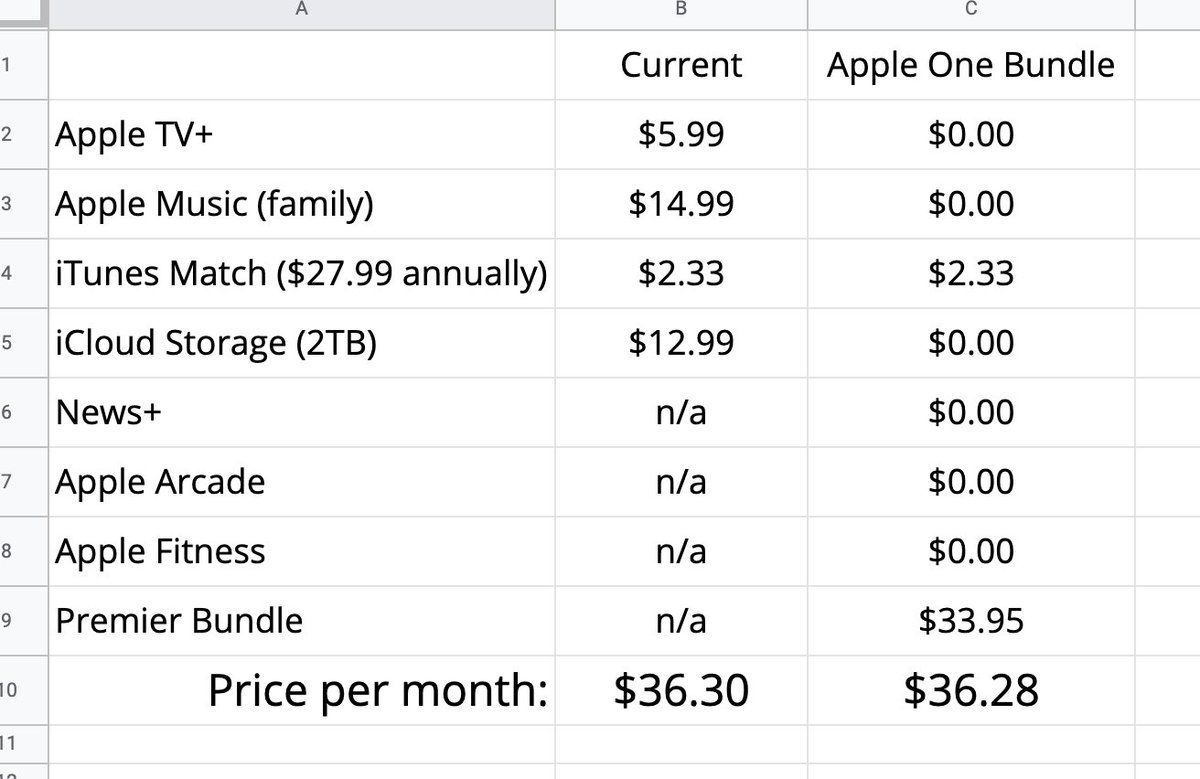 A B C
1 Current Apple One Bundle
2 Apple TV+ $5.99 $0.00
3 Apple Music (family) $14.99 $0.00
4 iTunes Match ($27.99 annually) $2.33 $2.33
5 iCloud Storage (2TB) $12.99 $0.00
6 News+ n/a $0.00
7 Apple Arcade n/a $0.00
8 Apple Fitness n/a $0.00
9 Premier Bundle n/a $33.95
10 Price per month: $36.30 $36.28
11